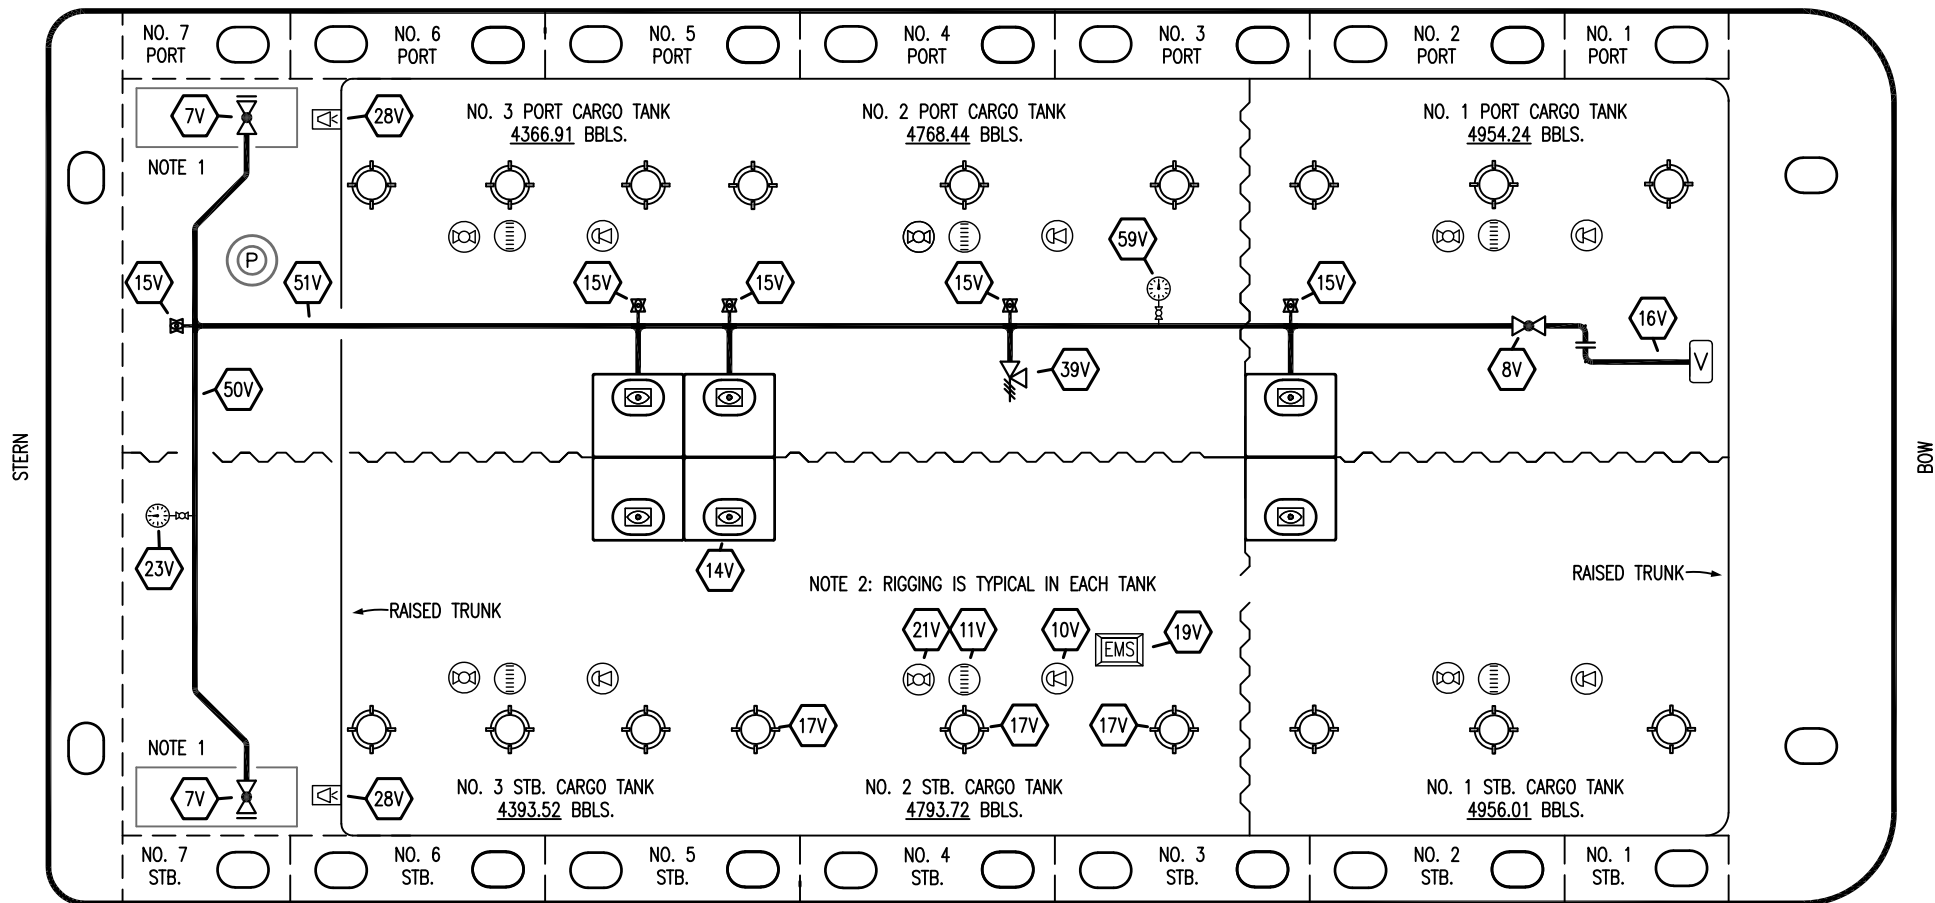 NO. 7
PORT
NO. 6
PORT
NO. 5
PORT
NO. 4
PORT
NO. 3
PORT
NO. 2
PORT
NO. 1
PORT
7V
28V
NO. 3 PORT CARGO TANK
4366.91 BBLS.
NO. 2 PORT CARGO TANK
4768.44 BBLS.
NO. 1 PORT CARGO TANK
4954.24 BBLS.
NOTE 1
P
59V
15V
51V
15V
15V
15V
15V
16V
V
50V
39V
8V
STERN
BOW
23V
14V
NOTE 2: RIGGING IS TYPICAL IN EACH TANK
RAISED TRUNK
RAISED TRUNK
21V
11V
10V
19V
EMS
17V
17V
17V
NOTE 1
7V
28V
NO. 3 STB. CARGO TANK
4393.52 BBLS.
NO. 2 STB. CARGO TANK
4793.72 BBLS.
NO. 1 STB. CARGO TANK
4956.01 BBLS.
NO. 7
STB.
NO. 6
STB.
NO. 5
STB.
NO. 4
STB.
NO. 3
STB.
NO. 2
STB.
NO. 1
STB.